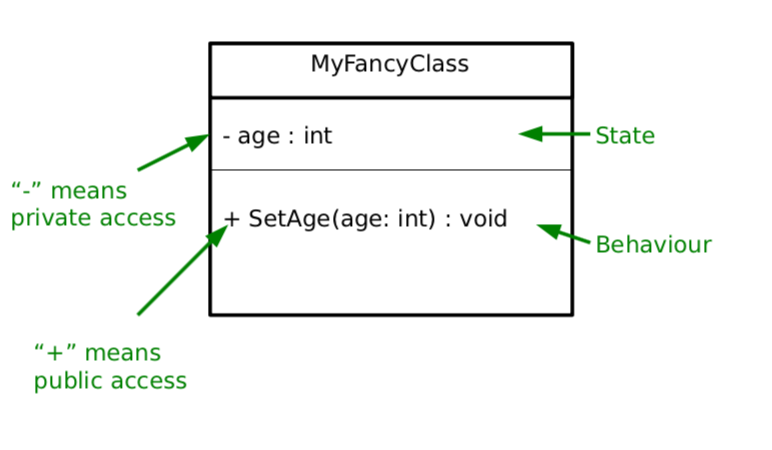 MyFancyClass
- age : int
State
“-” means
private access
+ SetAge(age: int) : void
Behaviour
“+” means
public access